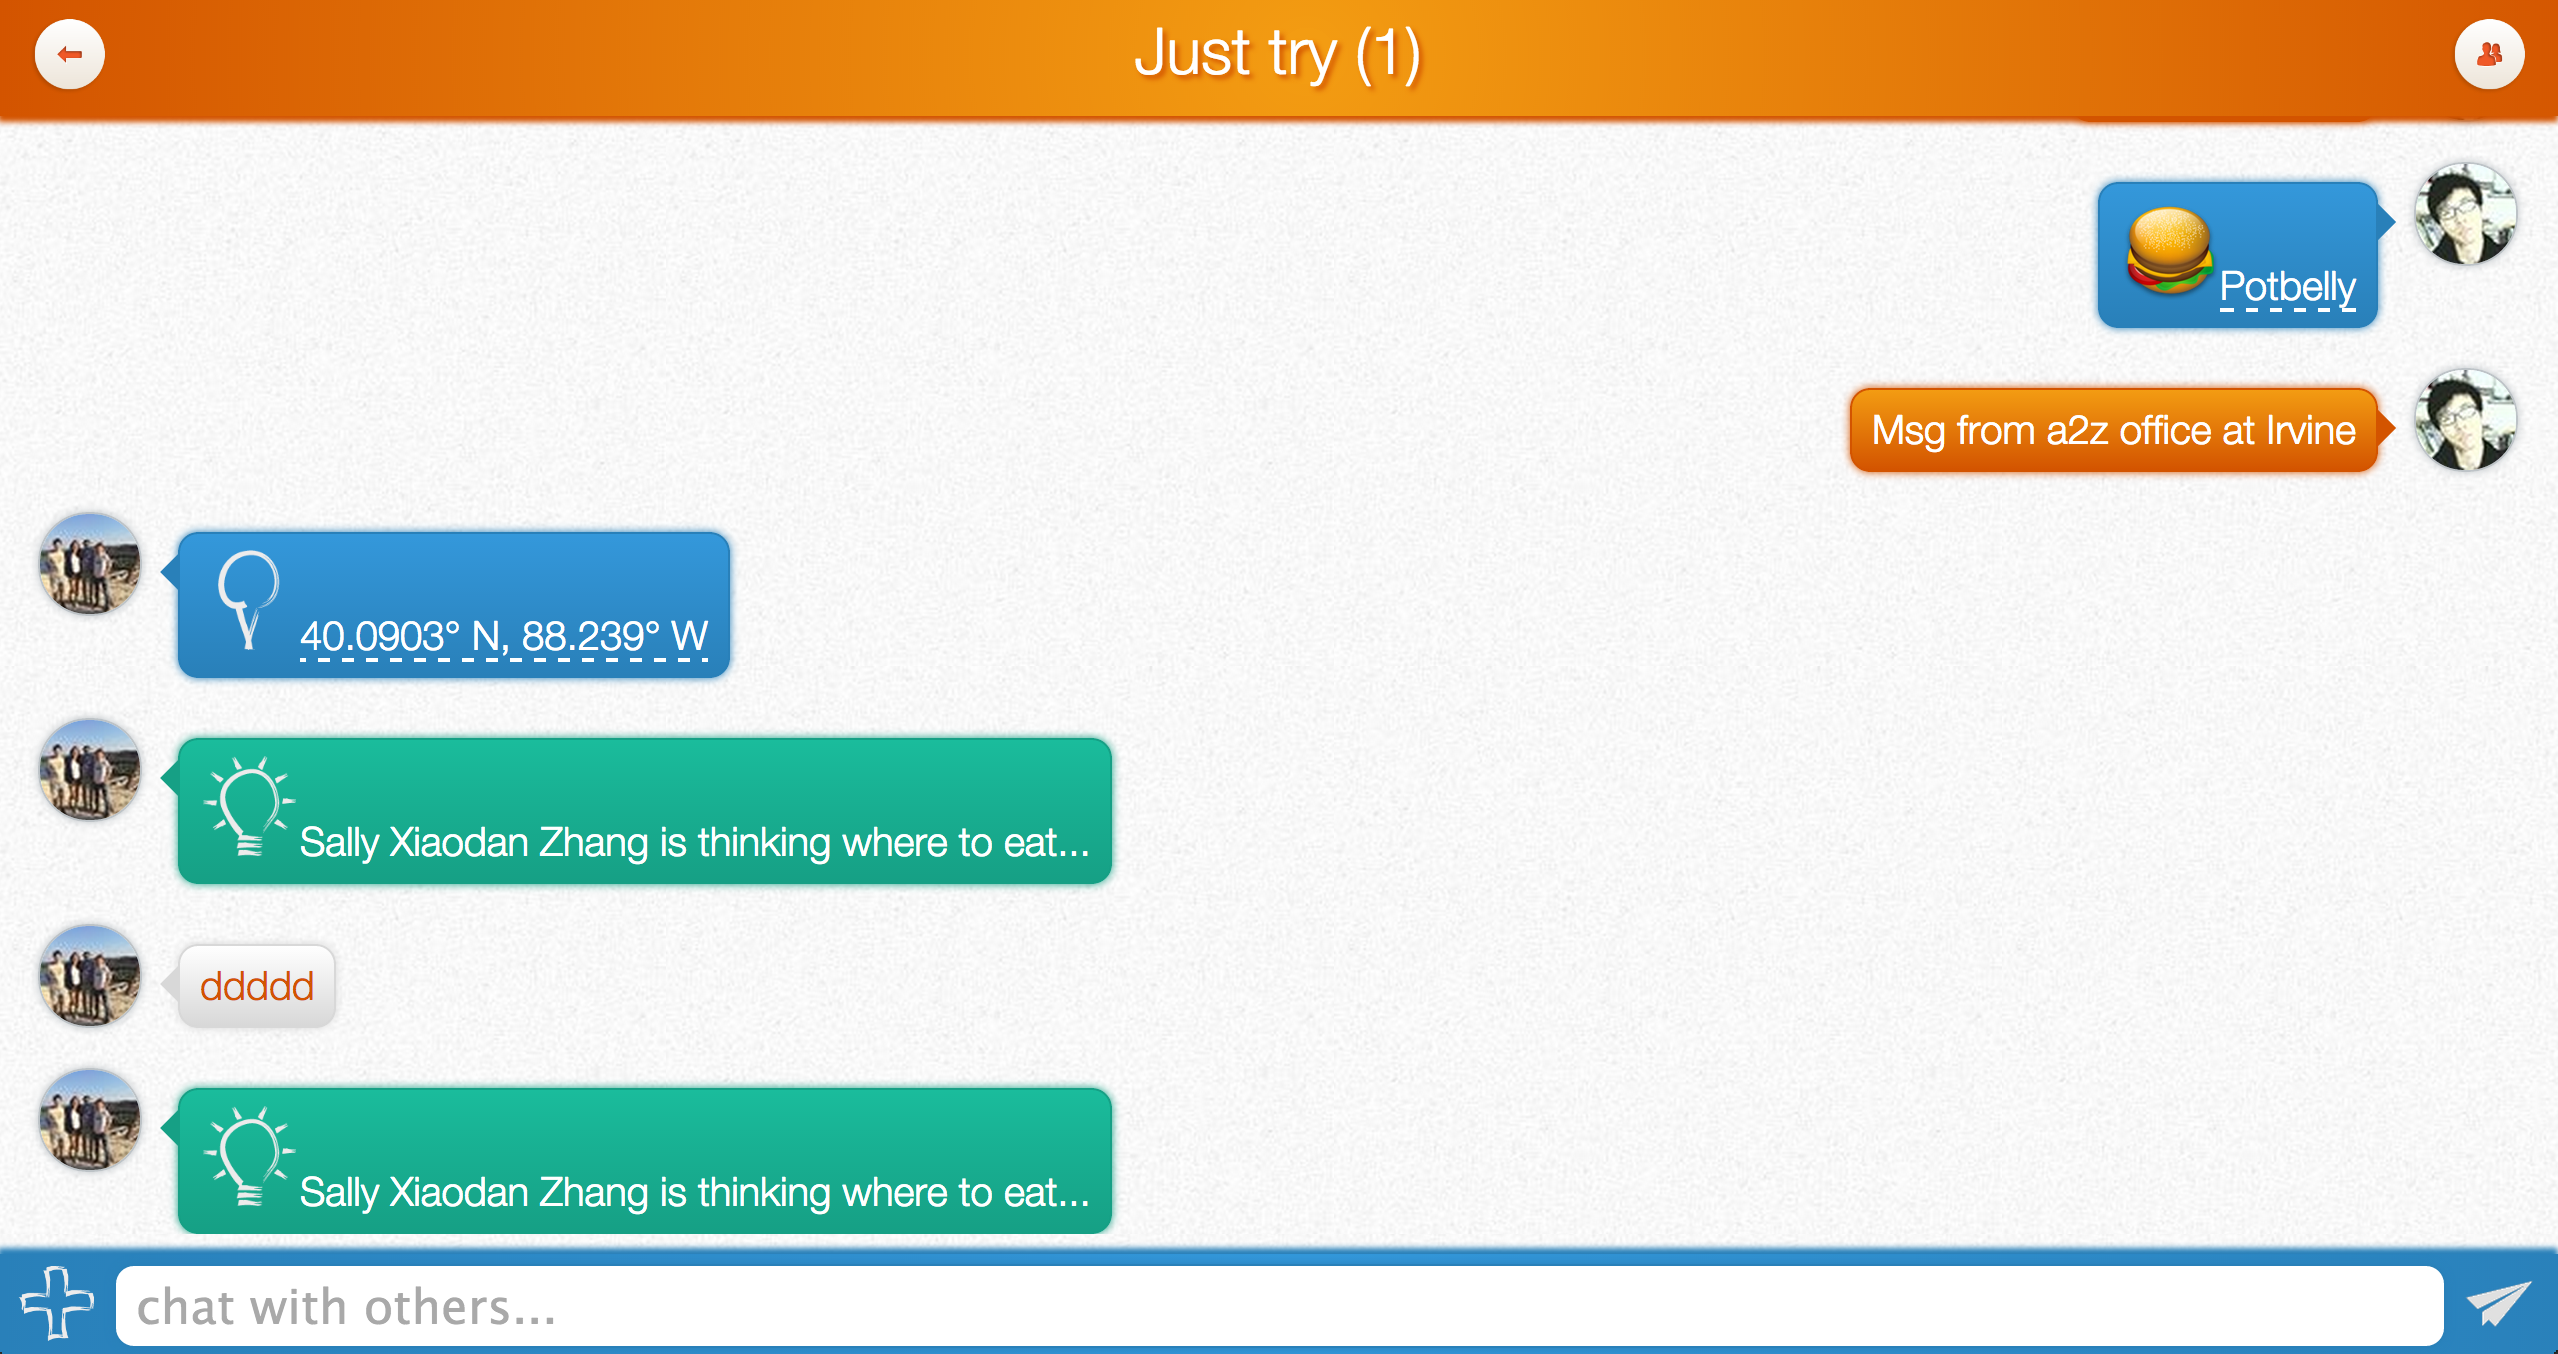 Just try (1)
Potbelly
Msg from a2z office at Irvine
40.0903° N, 88.239° W
Sally Xiaodan Zhang is thinking where to eat...
ddddd
Sally Xiaodan Zhang is thinking where to eat...
chat with others...